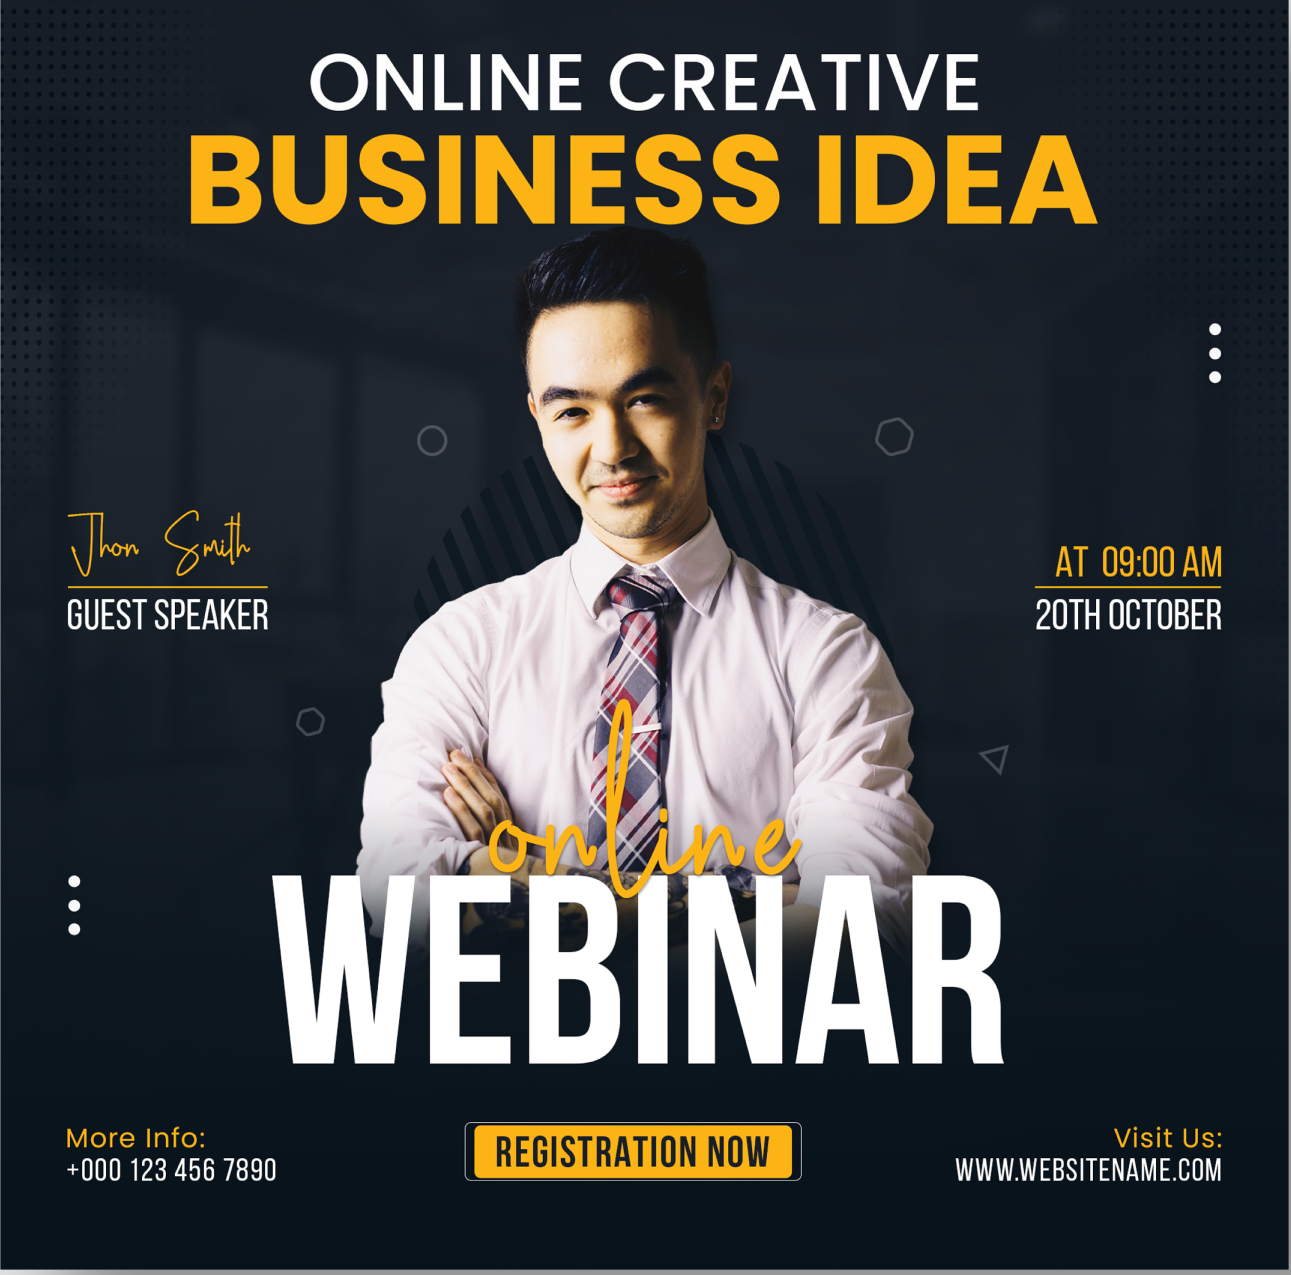 ONLINE CREATIVE
BUSINESS IDEA
Jhon Smith
GUEST SPEAKER
AT 09:00 AM
20TH OCTOBER
online
WEBINAR
More Info:
+000 123 456 7890
REGISTRATION NOW
Visit Us:
WWW.WEBSITENAME.COM